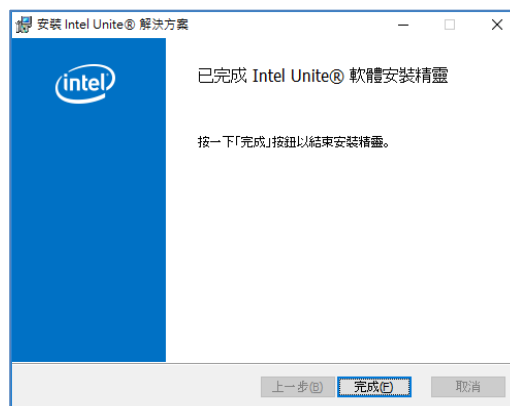 安裝 Intel Unite® 解決方案
intel
已完成 Intel Unite® 軟體安裝精靈
按一下「完成」按鈕以結束安裝精靈。
上一步(B) 完成(F) 取消